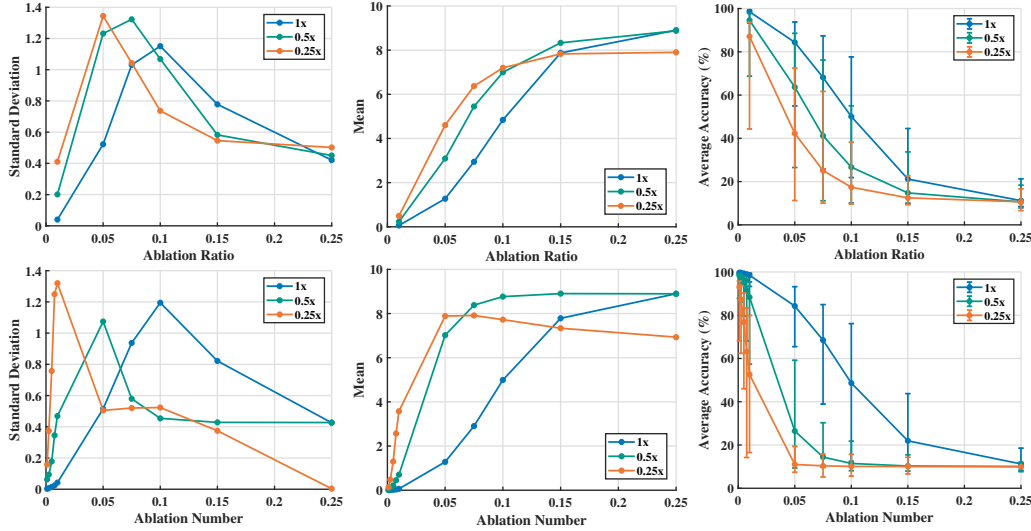 Standard Deviation
1.4
1.2
1
0.8
0.6
0.4
0.2
0
0 0.05 0.1 0.15 0.2 0.25
Ablation Ratio
1x
0.5x
0.25x
Mean
10
8
6
4
2
0
0 0.05 0.1 0.15 0.2 0.25
Ablation Ratio
1x
0.5x
0.25x
Average Accuracy (%)
100
80
60
40
20
0
0 0.05 0.1 0.15 0.2 0.25
Ablation Ratio
1x
0.5x
0.25x
Standard Deviation
1.4
1.2
1
0.8
0.6
0.4
0.2
0
0 0.05 0.1 0.15 0.2 0.25
Ablation Number
1x
0.5x
0.25x
Mean
10
8
6
4
2
0
0 0.05 0.1 0.15 0.2 0.25
Ablation Number
1x
0.5x
0.25x
Average Accuracy (%)
100
80
60
40
20
0
0 0.05 0.1 0.15 0.2 0.25
Ablation Number
1x
0.5x
0.25x